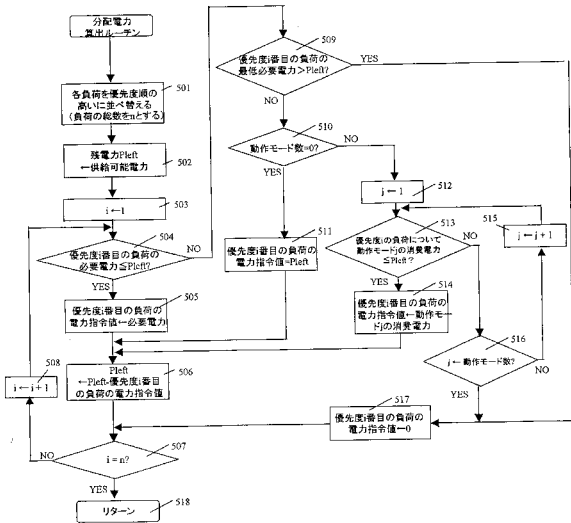 分配電力
算出ルーチン
各負荷を優先度順の
高いに並べ替える
(負荷の総数をnとする)
501
残電力Pleft
←供給可能電力
502
i←1
503
504
優先度i番目の負荷の
必要電力≦Pleft?
NO
YES
505
優先度i番目の負荷の
電力指令値←必要電力
508
i←i+1
Pleft
←Pleft-優先度i番目
の負荷の電力指令値
506
507
i=n?
NO
YES
リターン
518
509
優先度i番目の負荷の
最低必要電力>Pleft?
YES
NO
510
動作モード数=0?
NO
YES
511
優先度i番目の負荷の
電力指令値=Pleft
j←1
512
513
優先度iの負荷について
動作モードjの消費電力
≦Pleft?
NO
YES
514
優先度i番目の負荷の
電力指令値←動作モー
ドjの消費電力
515
j←j+1
516
j←動作モード数?
NO
YES
517
優先度i番目の負荷の
電力指令値←0